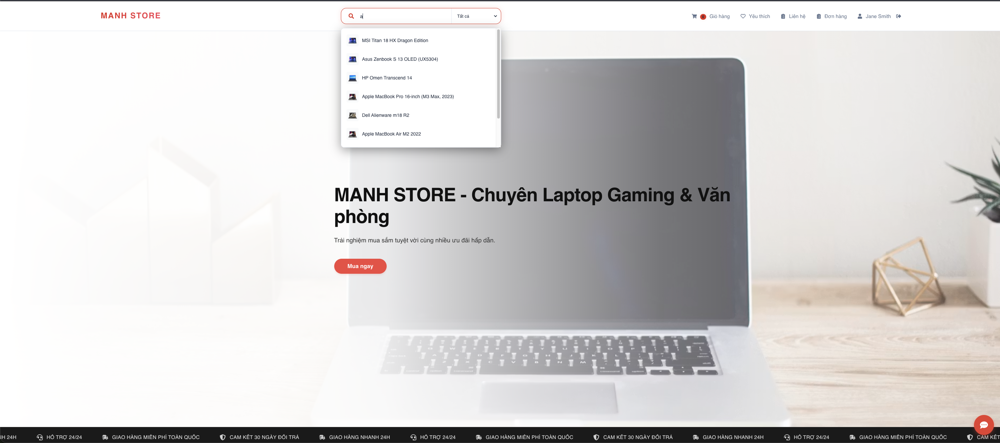 MANH STORE
a
Tất cả
0 Giỏ hàng
Yêu thích
Liên hệ
Đơn hàng
Jane Smith
MSI Titan 18 HX Dragon Edition
Asus Zenbook S 13 OLED (UX5304)
HP Omen Transcend 14
Apple MacBook Pro 16-inch (M3 Max, 2023)
Dell Alienware m18 R2
Apple MacBook Air M2 2022
MANH STORE - Chuyên Laptop Gaming & Văn
phòng
Trải nghiệm mua sắm tuyệt vời cùng nhiều ưu đãi hấp dẫn.
Mua ngay
24H HỖ TRỢ 24/24 GIAO HÀNG MIỄN PHÍ TOÀN QUỐC CAM KẾT 30 NGÀY ĐỔI TRẢ GIAO HÀNG NHANH 24H HỖ TRỢ 24/24 GIAO HÀNG MIỄN PHÍ TOÀN QUỐC CAM KẾT 30 NGÀY ĐỔI TRẢ GIAO HÀNG NHANH 24H HỖ TRỢ 24/24 GIAO HÀNG MIỄN PHÍ TOÀN QUỐC CAM